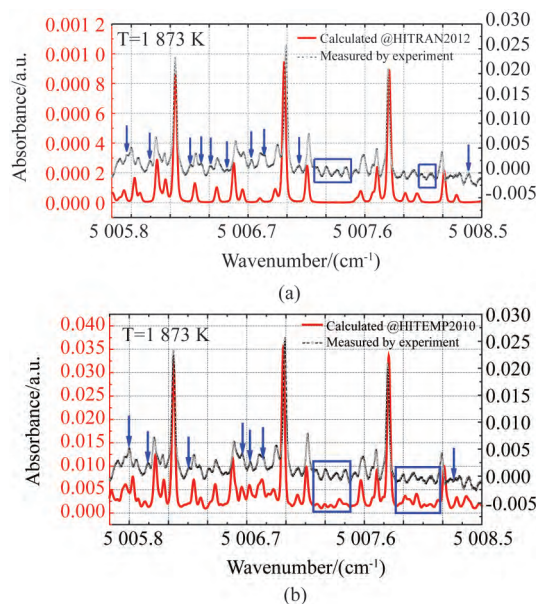 T=1 873 K
Calculated @HITRAN2012
Measured by experiment
Absorbance/a.u.
0.001 2
0.001 0
0.000 8
0.000 6
0.000 4
0.000 2
0.000 0
0.030
0.025
0.020
0.015
0.010
0.005
0.000
-0.005
Absorbance/a.u.
5 005.8
5 006.7
5 007.6
5 008.5
Wavenumber/(cm⁻¹)
(a)
T=1 873 K
Calculated @HITEMP2010
Measured by experiment
Absorbance/a.u.
0.040
0.035
0.030
0.025
0.020
0.015
0.010
0.005
0.000
0.030
0.025
0.020
0.015
0.010
0.005
0.000
-0.005
Absorbance/a.u.
5 005.8
5 006.7
5 007.6
5 008.5
Wavenumber/(cm⁻¹)
(b)